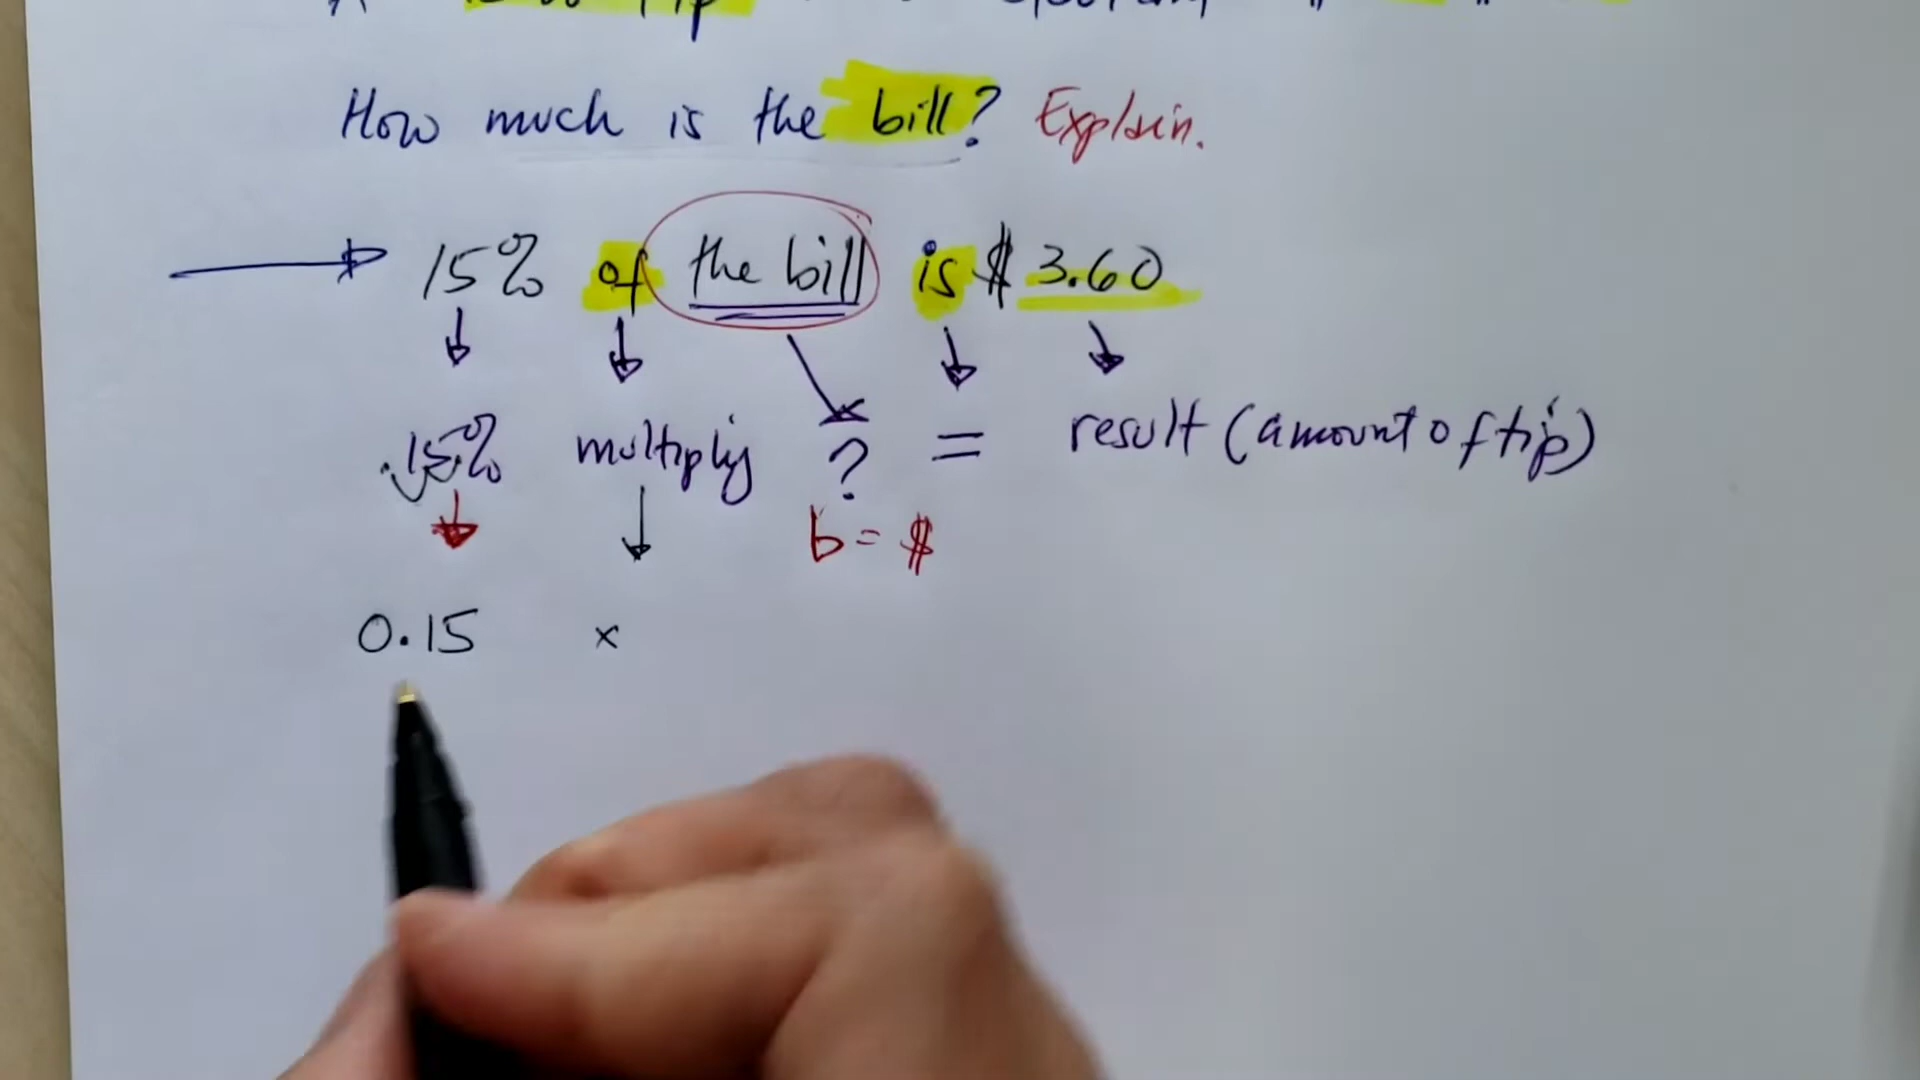 tip
How much is the bill? Explain.
15% of the bill is $ 3.60
.15.% multiply ? = result (amount of tip)
b = $
0.15 ×